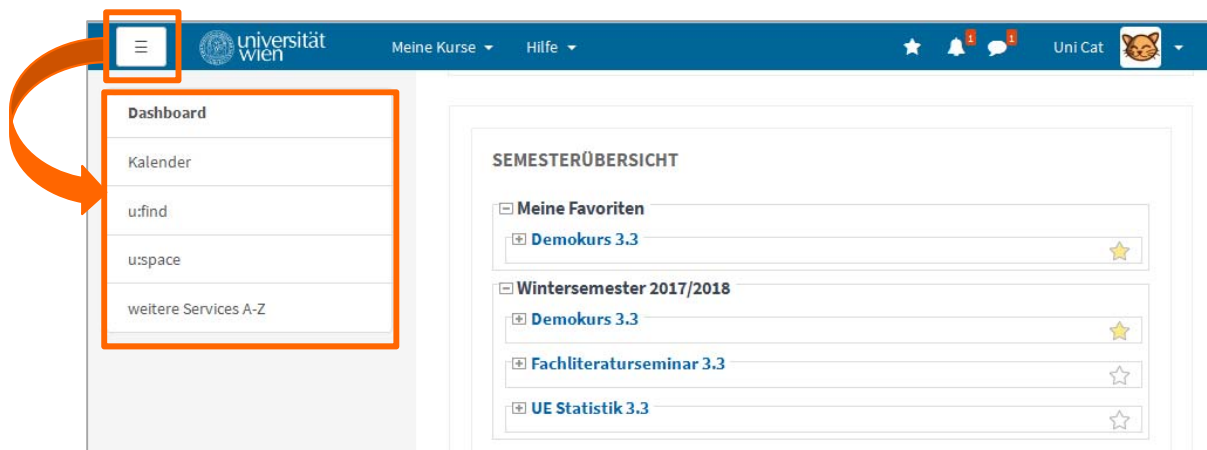 universität
wien
Meine Kurse
Hilfe
1
1
Uni Cat
Dashboard
Kalender
u:find
u:space
weitere Services A-Z
SEMESTERÜBERSICHT
Meine Favoriten
Demokurs 3.3
Wintersemester 2017/2018
Demokurs 3.3
Fachliteraturseminar 3.3
UE Statistik 3.3